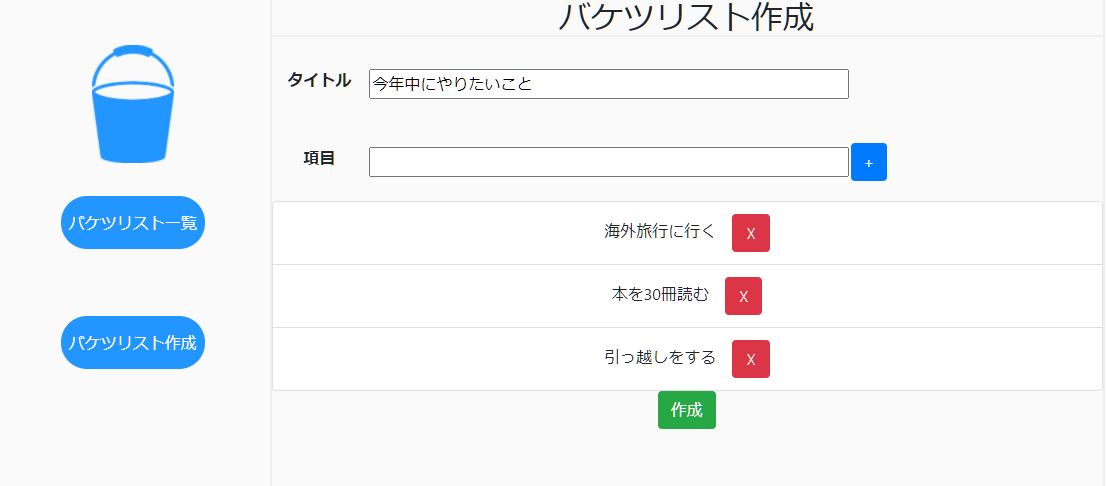 バケツリスト作成
タイトル
今年中にやりたいこと
項目
+
バケツリスト一覧
バケツリスト作成
海外旅行に行く X
本を30冊読む X
引っ越しをする X
作成